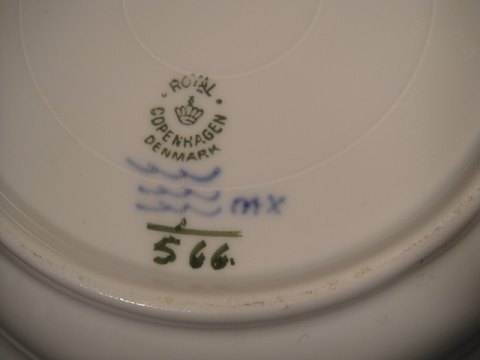 ROYAL
COPENHAGEN
DENMARK
mx
566.